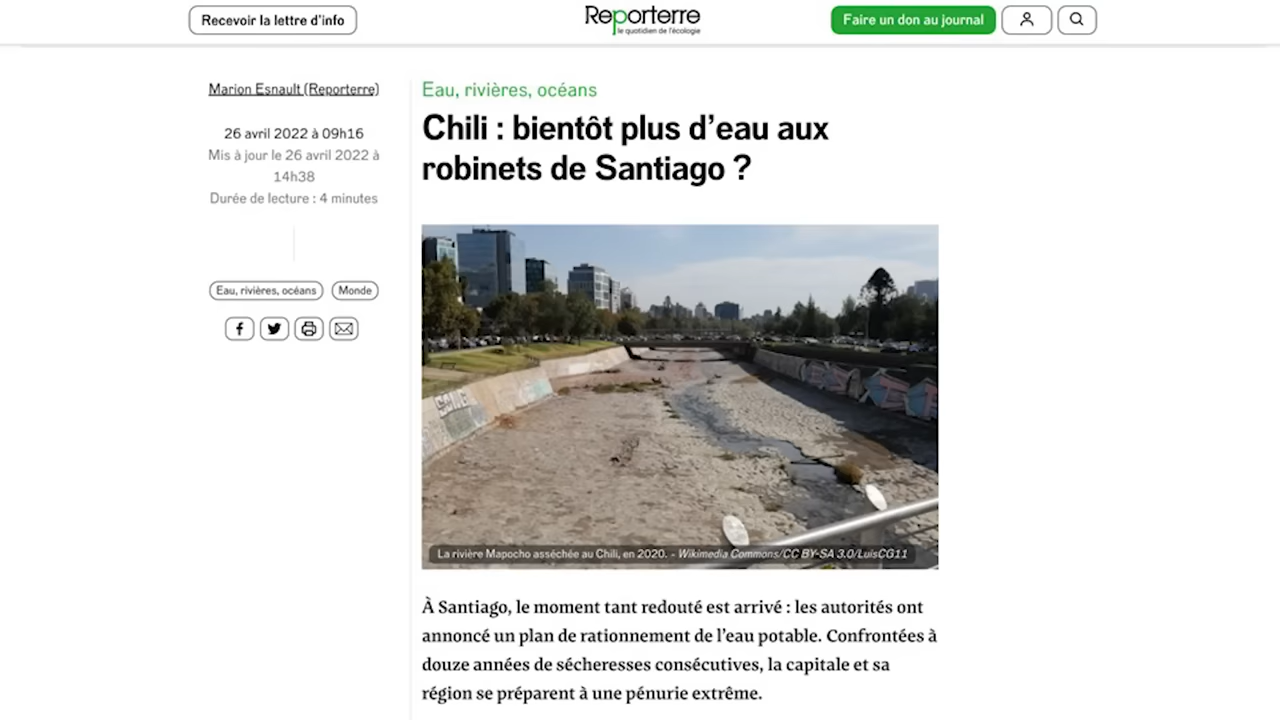 Recevoir la lettre d'info
Reporterre
le quotidien de l'écologie
Faire un don au journal
Marion Esnault (Reporterre)
26 avril 2022 à 09h16
Mis à jour le 26 avril 2022 à
14h38
Durée de lecture : 4 minutes
Eau, rivières, océans
Monde
Eau, rivières, océans
Chili : bientôt plus d'eau aux
robinets de Santiago ?
La rivière Mapocho asséchée au Chili, en 2020. - Wikimedia Commons/CC BY-SA 3.0/LuisCG11
À Santiago, le moment tant redouté est arrivé : les autorités ont
annoncé un plan de rationnement de l'eau potable. Confrontées à
douze années de sécheresses consécutives, la capitale et sa
région se préparent à une pénurie extrême.